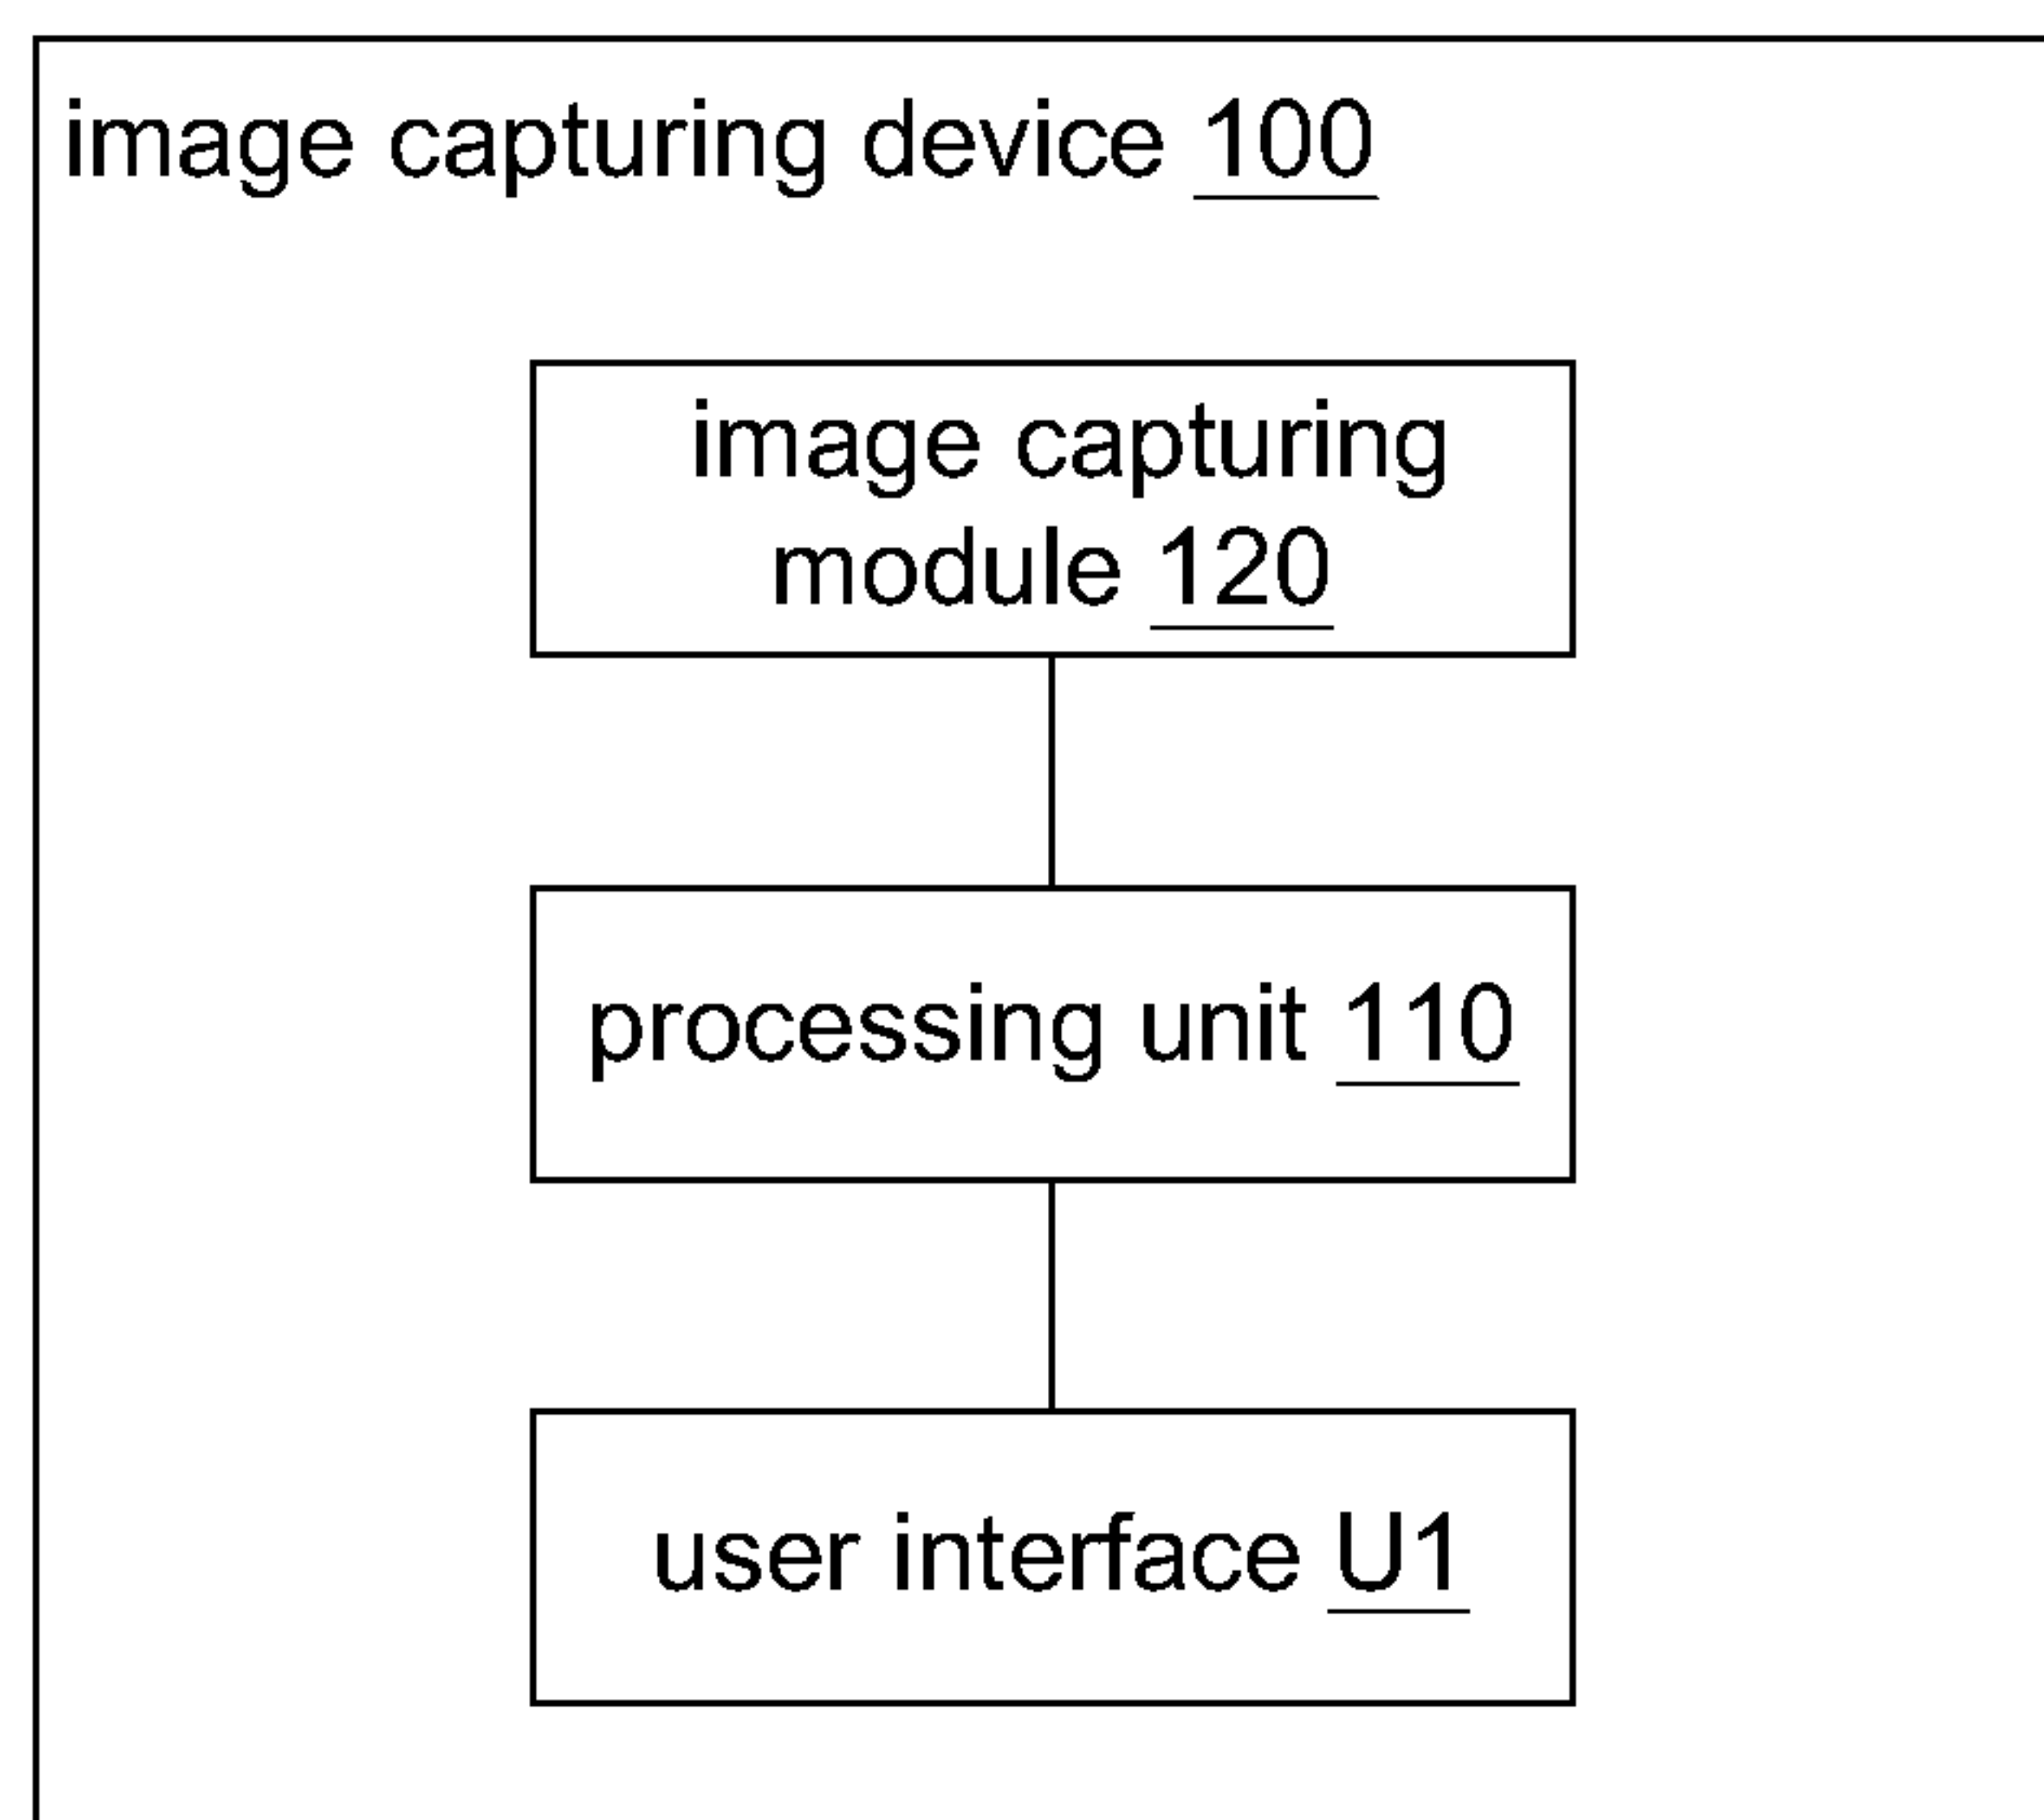 image capturing device 100
image capturing
module 120
processing unit 110
user interface U1